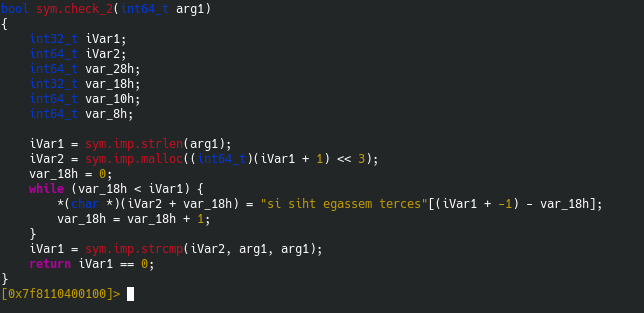 bool sym.check_2(int64_t arg1)
{
    int32_t iVar1;
    int64_t iVar2;
    int64_t var_28h;
    int32_t var_18h;
    int64_t var_10h;
    int64_t var_8h;

    iVar1 = sym.imp.strlen(arg1);
    iVar2 = sym.imp.malloc((int64_t)(iVar1 + 1) << 3);
    var_18h = 0;
    while (var_18h < iVar1) {
        *(char *)(iVar2 + var_18h) = "si siht egassem terces"[(iVar1 + -1) - var_18h];
        var_18h = var_18h + 1;
    }
    iVar1 = sym.imp.strcmp(iVar2, arg1, arg1);
    return iVar1 == 0;
}
[0x7f8110400100]>